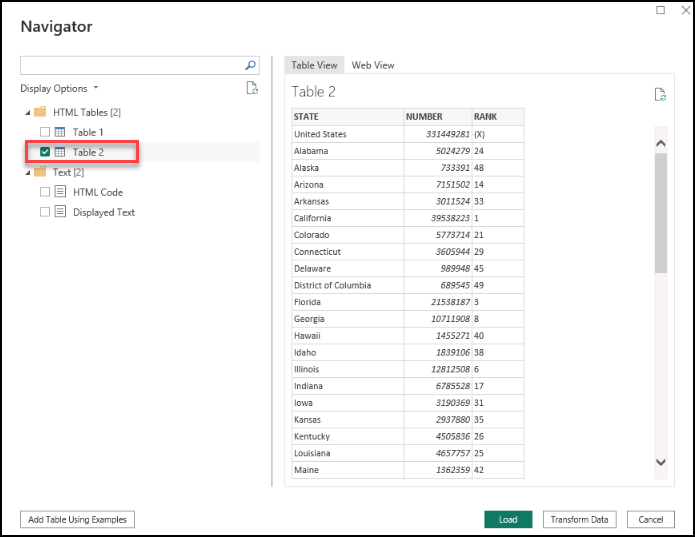 Navigator
Display Options
HTML Tables [2]
Table 1
Table 2
Text [2]
HTML Code
Displayed Text
Table View Web View
Table 2
STATE NUMBER RANK
United States 331449281 (X)
Alabama 5024279 24
Alaska 733391 48
Arizona 7151502 14
Arkansas 3011524 33
California 39538223 1
Colorado 5773714 21
Connecticut 3605944 29
Delaware 989948 45
District of Columbia 689545 49
Florida 21538187 3
Georgia 10711908 8
Hawaii 1455271 40
Idaho 1839106 38
Illinois 12812508 6
Indiana 6785528 17
Iowa 3190369 31
Kansas 2937880 35
Kentucky 4505836 26
Louisiana 4657757 25
Maine 1362359 42
Add Table Using Examples Load Transform Data Cancel